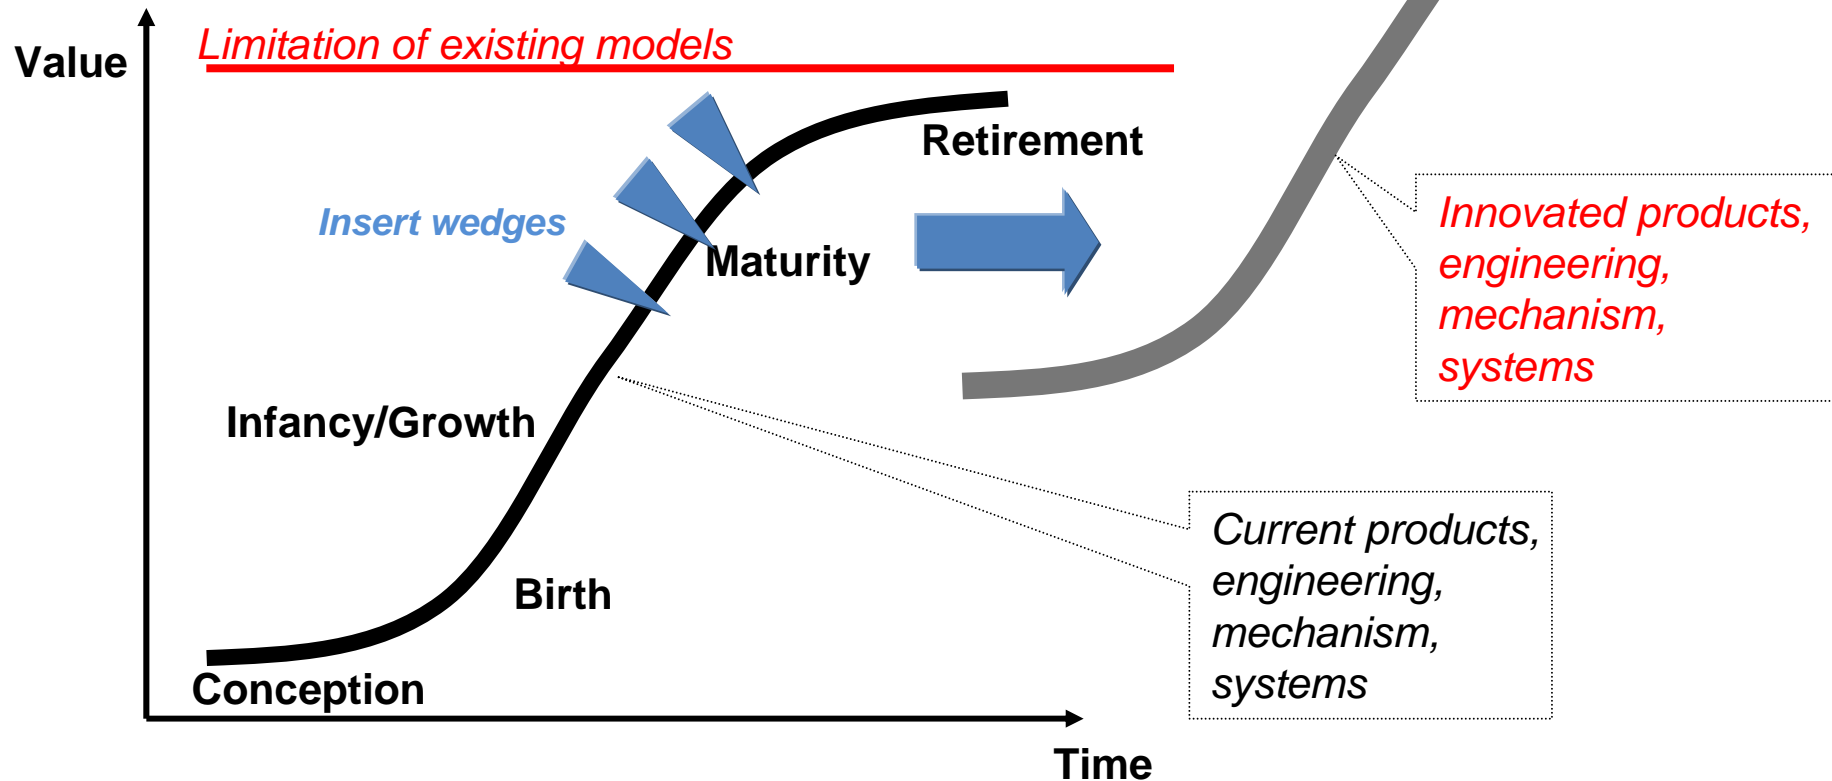 Value
Limitation of existing models
Retirement
Insert wedges
Maturity
Innovated products,
engineering,
mechanism,
systems
Infancy/Growth
Current products,
engineering,
mechanism,
systems
Birth
Conception
Time